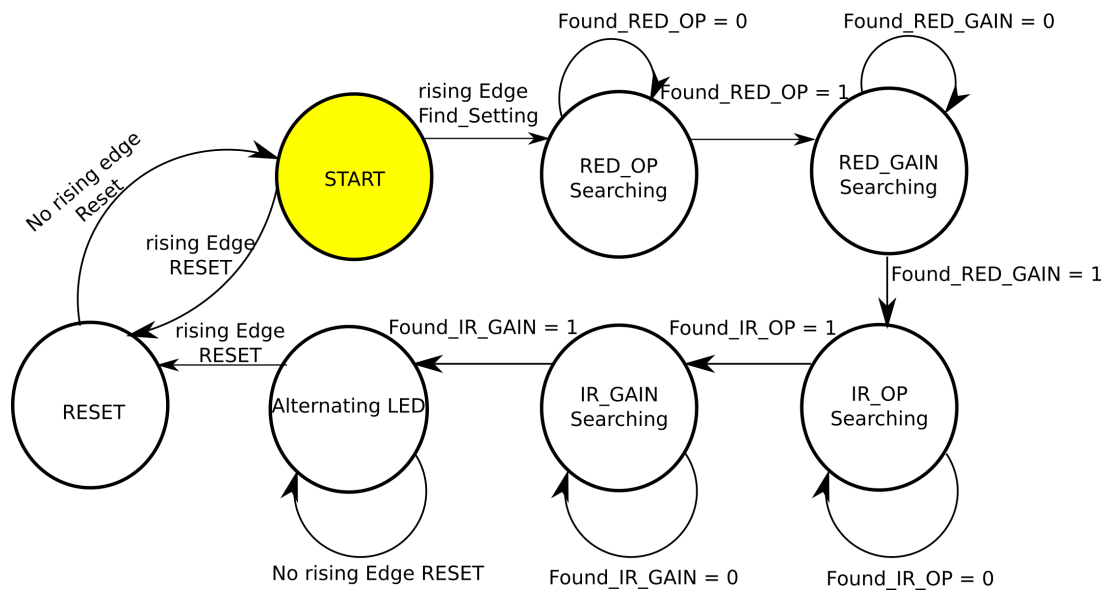 Found_RED_OP = 0
Found_RED_GAIN = 0
rising Edge
Find_Setting
Found_RED_OP = 1
No rising edge
Reset
START
RED_OP
Searching
RED_GAIN
Searching
rising Edge
RESET
Found_RED_GAIN = 1
rising Edge
RESET
Found_IR_GAIN = 1
Found_IR_OP = 1
RESET
Alternating LED
IR_GAIN
Searching
IR_OP
Searching
No rising Edge RESET
Found_IR_GAIN = 0
Found_IR_OP = 0